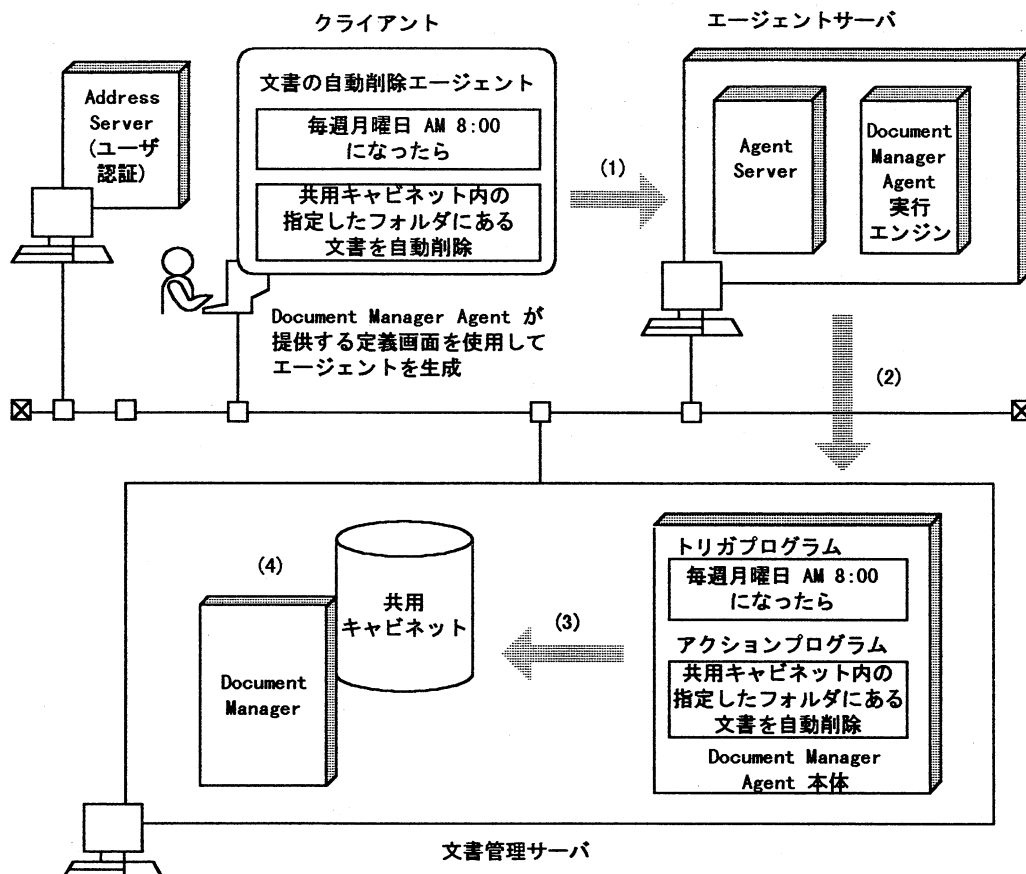 クライアント
エージェントサーバ
Address
Server
(ユーザ
認証)
文書の自動削除エージェント
毎週月曜日 AM 8:00
になったら
共用キャビネット内の
指定したフォルダにある
文書を自動削除
(1)
Agent
Server
Document
Manager
Agent
実行
エンジン
Document Manager Agent が
提供する定義画面を使用して
エージェントを生成
(2)
(4)
共用
キャビネット
Document
Manager
(3)
トリガプログラム
毎週月曜日 AM 8:00
になったら
アクションプログラム
共用キャビネット内の
指定したフォルダにある
文書を自動削除
Document Manager
Agent 本体
文書管理サーバ